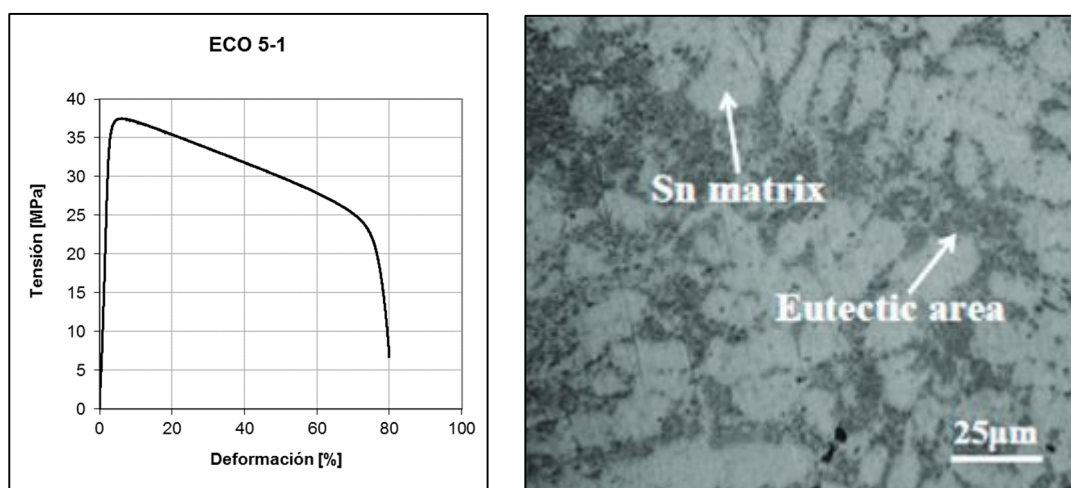 ECO 5-1
Tensión [MPa]
40
35
30
25
20
15
10
5
0
0 20 40 60 80 100
Deformación [%]
Sn matrix
Eutectic area
25μm